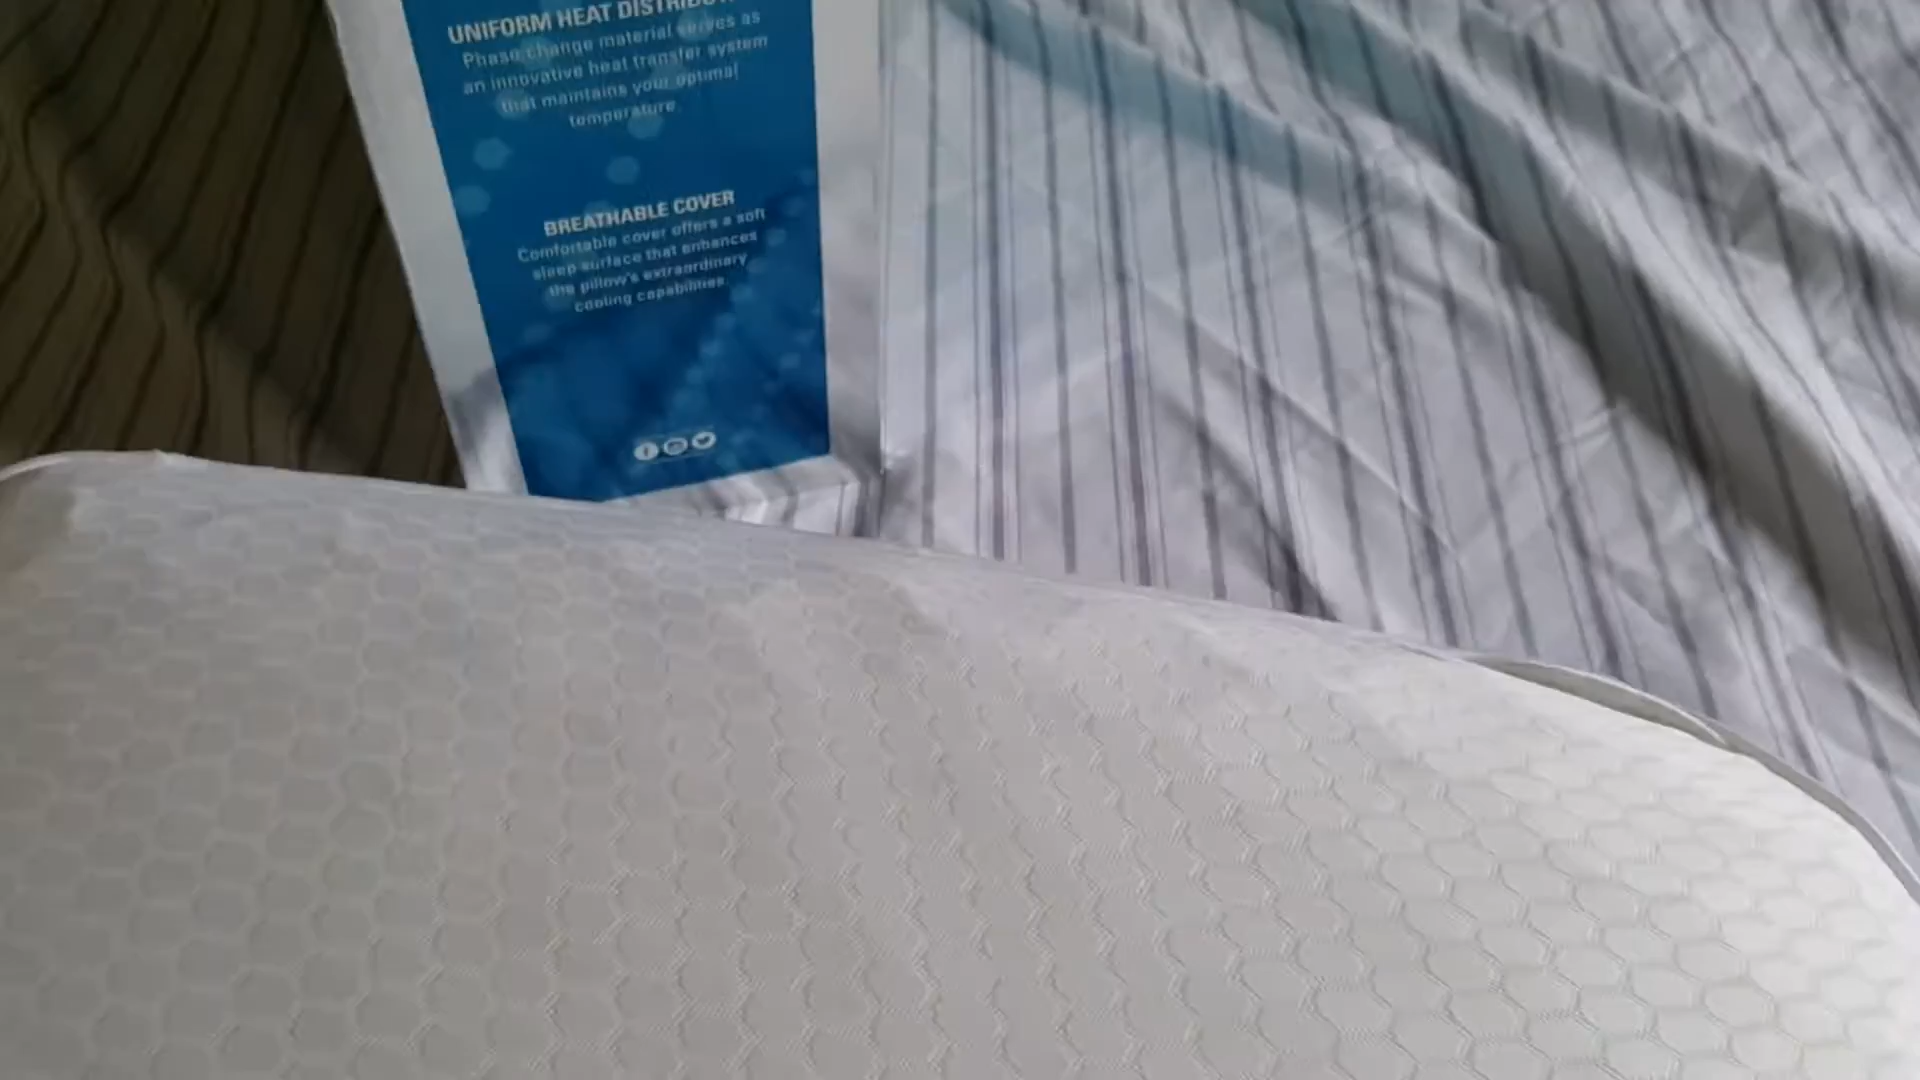 UNIFORM HEAT
Phase change material serves as
an innovative heat transfer system
that maintains your optimal
temperature.
BREATHABLE COVER
Comfortable cover offers a soft
sleep surface that enhances
the pillow's extraordinary
cooling capabilities.